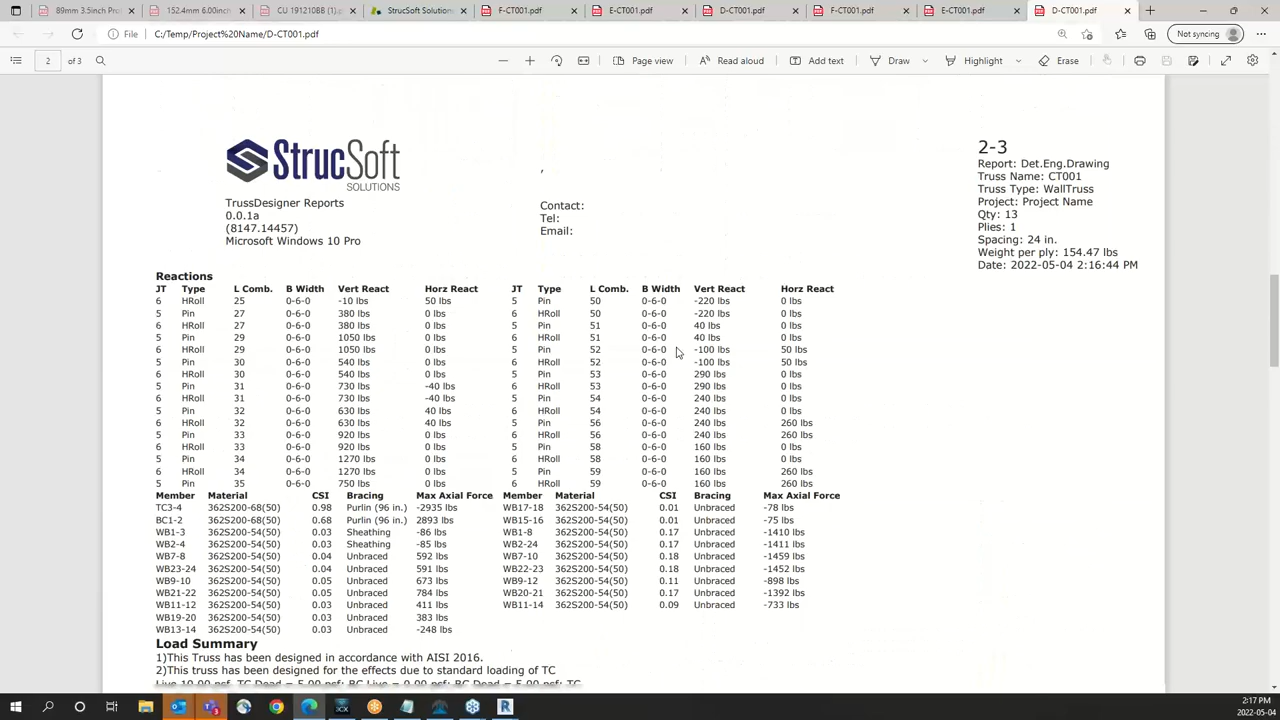 89mm 3.5inch Pro
152.4mm 6.00inch
CU.191210BB (1).p
StrucSoft Solutions
F-CT001.pdf
E-CT001.pdf
D-CT001.pdf
F-CT001.pdf
E-CT001.pdf
D-CT001.pdf
File C:/Temp/Project%20Name/D-CT001.pdf Not syncing
2 of 3 Page view Read aloud Add text Draw Highlight Erase
StrucSoft
SOLUTIONS
TrussDesigner Reports
0.0.1a
(8147.14457)
Microsoft Windows 10 Pro
,
Contact:
Tel:
Email:
2-3
Report: Det.Eng.Drawing
Truss Name: CT001
Truss Type: WallTruss
Project: Project Name
Qty: 13
Plies: 1
Spacing: 24 in.
Weight per ply: 154.47 lbs
Date: 2022-05-04 2:16:44 PM
Reactions
JT Type L Comb. B Width Vert React Horz React JT Type L Comb. B Width Vert React Horz React
6 HRoll 25 0-6-0 -10 lbs 50 lbs 5 Pin 50 0-6-0 -220 lbs 0 lbs
5 Pin 27 0-6-0 380 lbs 0 lbs 6 HRoll 50 0-6-0 -220 lbs 0 lbs
6 HRoll 27 0-6-0 380 lbs 0 lbs 5 Pin 51 0-6-0 40 lbs 0 lbs
5 Pin 29 0-6-0 1050 lbs 0 lbs 6 HRoll 51 0-6-0 40 lbs 0 lbs
6 HRoll 29 0-6-0 1050 lbs 0 lbs 5 Pin 52 0-6-0 -100 lbs 50 lbs
5 Pin 30 0-6-0 540 lbs 0 lbs 6 HRoll 52 0-6-0 -100 lbs 50 lbs
6 HRoll 30 0-6-0 540 lbs 0 lbs 5 Pin 53 0-6-0 290 lbs 0 lbs
5 Pin 31 0-6-0 730 lbs -40 lbs 6 HRoll 53 0-6-0 290 lbs 0 lbs
6 HRoll 31 0-6-0 730 lbs -40 lbs 5 Pin 54 0-6-0 240 lbs 0 lbs
5 Pin 32 0-6-0 630 lbs 40 lbs 6 HRoll 54 0-6-0 240 lbs 0 lbs
6 HRoll 32 0-6-0 630 lbs 40 lbs 5 Pin 56 0-6-0 240 lbs 260 lbs
5 Pin 33 0-6-0 920 lbs 0 lbs 6 HRoll 56 0-6-0 240 lbs 260 lbs
6 HRoll 33 0-6-0 920 lbs 0 lbs 5 Pin 58 0-6-0 160 lbs 0 lbs
5 Pin 34 0-6-0 1270 lbs 0 lbs 6 HRoll 58 0-6-0 160 lbs 0 lbs
6 HRoll 34 0-6-0 1270 lbs 0 lbs 5 Pin 59 0-6-0 160 lbs 260 lbs
5 Pin 35 0-6-0 750 lbs 0 lbs 6 HRoll 59 0-6-0 160 lbs 260 lbs
Member Material CSI Bracing Max Axial Force Member Material CSI Bracing Max Axial Force
TC3-4 362S200-68(50) 0.98 Purlin (96 in.) -2935 lbs WB17-18 362S200-54(50) 0.01 Unbraced -78 lbs
BC1-2 362S200-68(50) 0.68 Purlin (96 in.) 2893 lbs WB15-16 362S200-54(50) 0.01 Unbraced -75 lbs
WB1-3 362S200-54(50) 0.03 Sheathing -86 lbs WB1-8 362S200-54(50) 0.17 Unbraced -1410 lbs
WB2-4 362S200-54(50) 0.03 Sheathing -85 lbs WB2-24 362S200-54(50) 0.17 Unbraced -1411 lbs
WB7-8 362S200-54(50) 0.04 Unbraced 592 lbs WB7-10 362S200-54(50) 0.18 Unbraced -1459 lbs
WB23-24 362S200-54(50) 0.04 Unbraced 591 lbs WB22-23 362S200-54(50) 0.18 Unbraced -1452 lbs
WB9-10 362S200-54(50) 0.05 Unbraced 673 lbs WB9-12 362S200-54(50) 0.11 Unbraced -898 lbs
WB21-22 362S200-54(50) 0.05 Unbraced 784 lbs WB20-21 362S200-54(50) 0.17 Unbraced -1392 lbs
WB11-12 362S200-54(50) 0.03 Unbraced 411 lbs WB11-14 362S200-54(50) 0.09 Unbraced -733 lbs
WB19-20 362S200-54(50) 0.03 Unbraced 383 lbs
WB13-14 362S200-54(50) 0.03 Unbraced -248 lbs
Load Summary
1)This Truss has been designed in accordance with AISI 2016.
2)This truss has been designed for the effects due to standard loading of TC
Live 10.00 psf, TC Dead = 5.00 psf; BC Live = 0.00 psf; BC Dead = 5.00 psf; TC
2:17 PM
2022-05-04